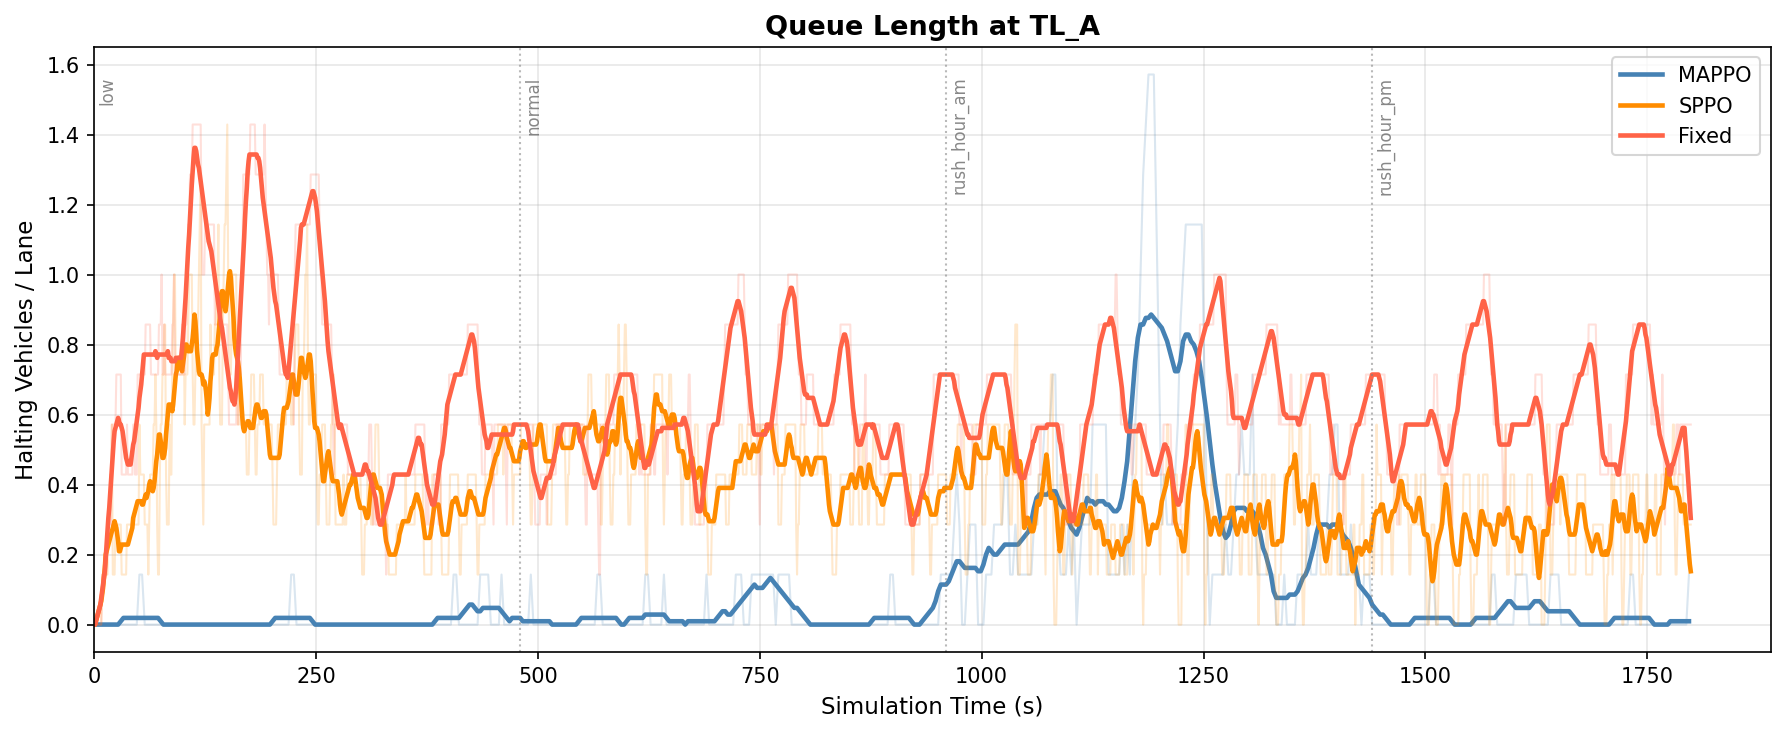 Queue Length at TL_A
Halting Vehicles / Lane
1.6
1.4
1.2
1.0
0.8
0.6
0.4
0.2
0.0
low
normal
rush_hour_am
rush_hour_pm
MAPPO
SPPO
Fixed
0 250 500 750 1000 1250 1500 1750
Simulation Time (s)